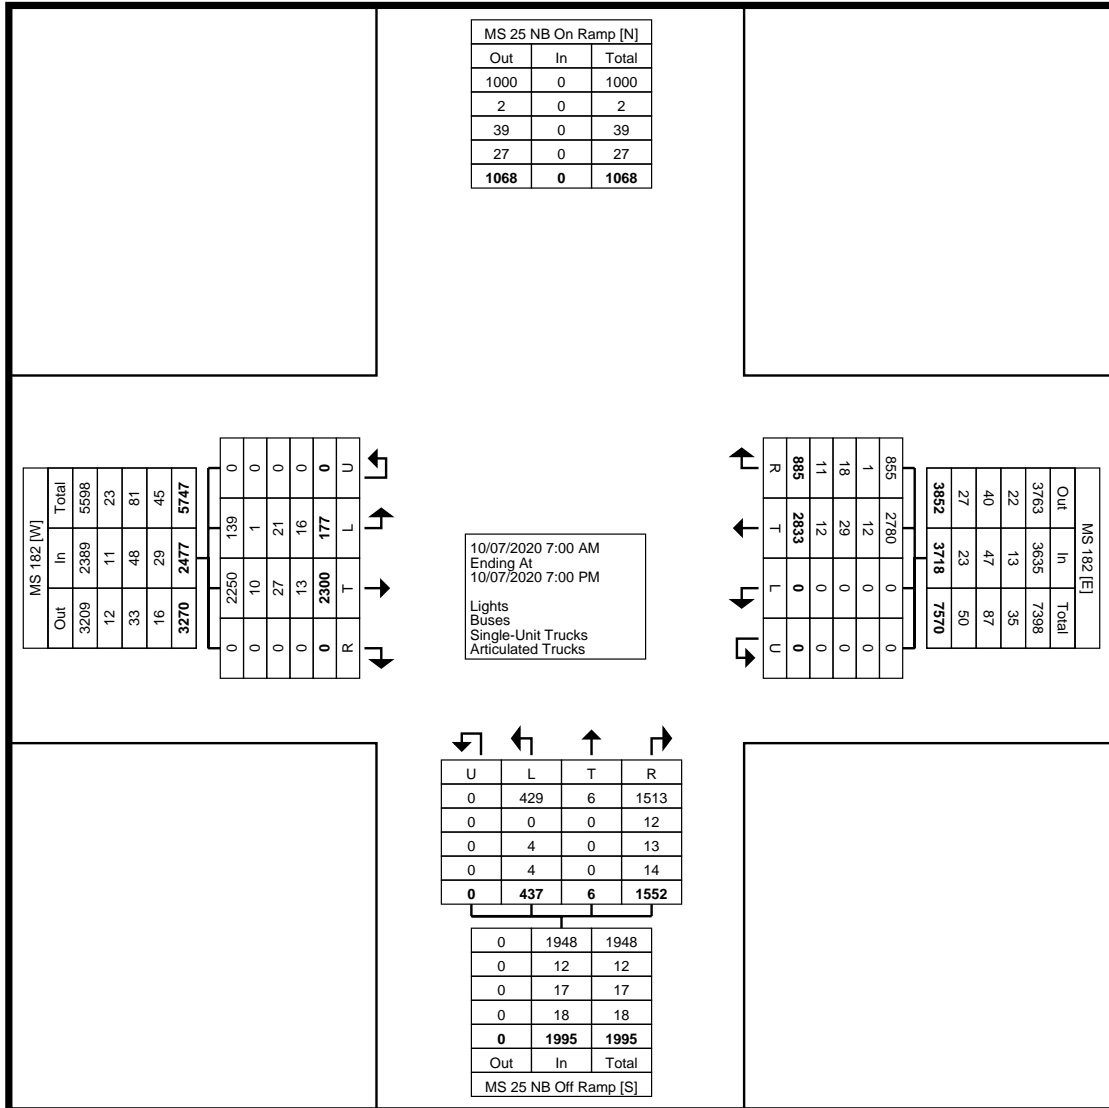 MS 25 NB On Ramp [N]
Out In Total
1000 0 1000
2 0 2
39 0 39
27 0 27
1068 0 1068
MS 182 [W]
Total 5598 23 81 45 5747
In 2389 11 48 29 2477
Out 3209 12 33 16 3270
0 0 0 0 0 U
139 1 21 16 177 L
2250 10 27 13 2300 T
0 0 0 0 0 R
10/07/2020 7:00 AM
Ending At
10/07/2020 7:00 PM
Lights
Buses
Single-Unit Trucks
Articulated Trucks
R 885 11 18 1 855
T 2833 12 29 12 2780
L 0 0 0 0 0
U 0 0 0 0 0
3852 27 40 22 3763 Out
3718 23 47 13 3635 In
7570 50 87 35 7398 Total
MS 182 [E]
U L T R
0 429 6 1513
0 0 0 12
0 4 0 13
0 4 0 14
0 437 6 1552
0 1948 1948
0 12 12
0 17 17
0 18 18
0 1995 1995
Out In Total
MS 25 NB Off Ramp [S]